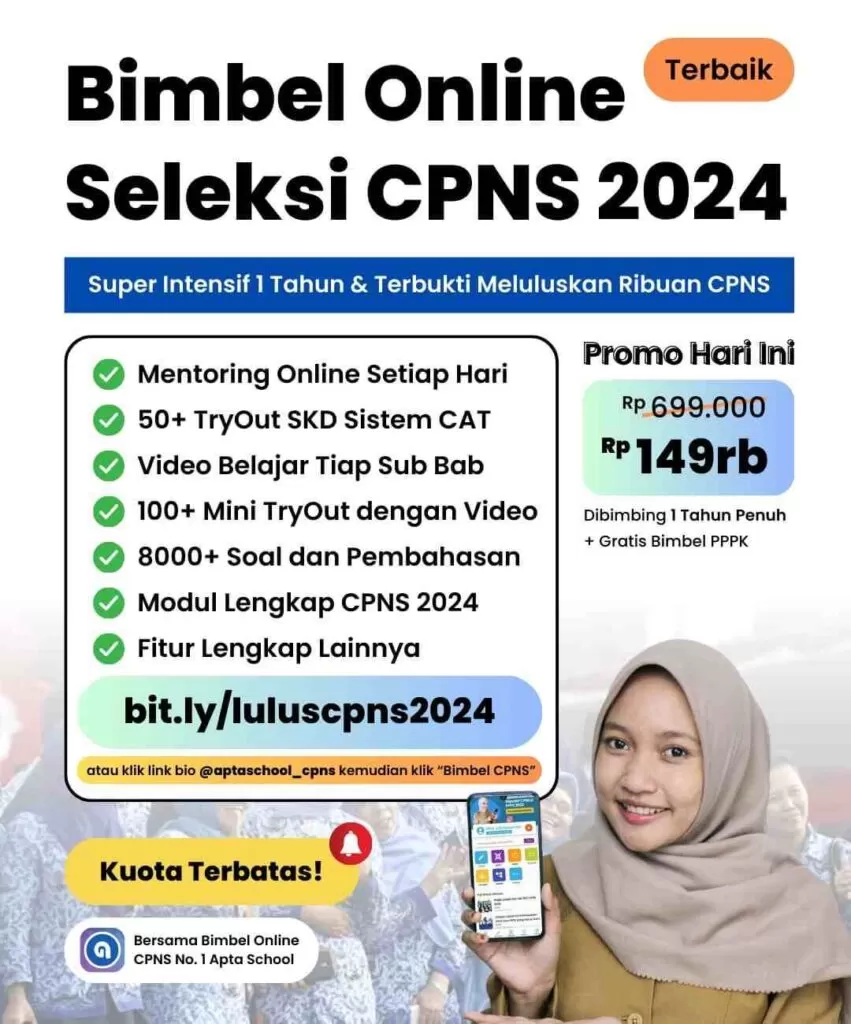 Bimbel Online
Terbaik
Seleksi CPNS 2024
Super Intensif 1 Tahun & Terbukti Meluluskan Ribuan CPNS
Mentoring Online Setiap Hari
50+ TryOut SKD Sistem CAT
Video Belajar Tiap Sub Bab
100+ Mini TryOut dengan Video
8000+ Soal dan Pembahasan
Modul Lengkap CPNS 2024
Fitur Lengkap Lainnya
bit.ly/luluscpns2024
atau klik link bio @aptaschool_cpns kemudian klik “Bimbel CPNS”
Promo Hari Ini
Rp 699.000
Rp 149rb
Dibimbing 1 Tahun Penuh
+ Gratis Bimbel PPPK
Kuota Terbatas!
Bersama Bimbel Online
CPNS No. 1 Apta School